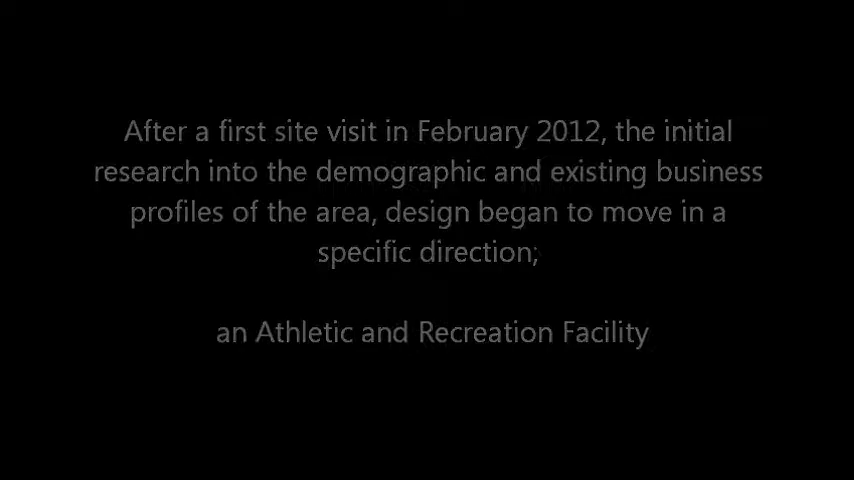 After a first site visit in February 2012, the initial
research into the demographic and existing business
profiles of the area, design began to move in a
specific direction;
an Athletic and Recreation Facility